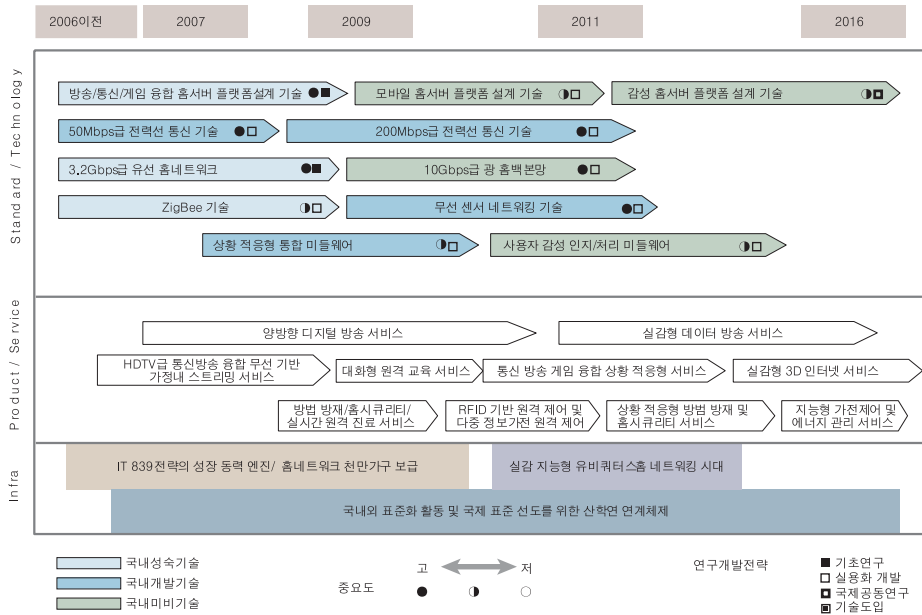 2006이전
2007
2009
2011
2016
Standard / Technology
방송/통신/게임 융합 홈서버 플랫폼설계 기술
모바일 홈서버 플랫폼 설계 기술
감성 홈서버 플랫폼 설계 기술
50Mbps급 전력선 통신 기술
200Mbps급 전력선 통신 기술
3.2Gbps급 유선 홈네트워크
10Gbps급 광 홈백본망
ZigBee 기술
무선 센서 네트워킹 기술
상황 적응형 통합 미들웨어
사용자 감성 인지/처리 미들웨어
Product / Service
양방향 디지털 방송 서비스
실감형 데이터 방송 서비스
HDTV급 통신방송 융합 무선 기반
가정내 스트리밍 서비스
대화형 원격 교육 서비스
통신 방송 게임 융합 상황 적응형 서비스
실감형 3D 인터넷 서비스
방법 방재/홈시큐리티/
실시간 원격 진료 서비스
RFID 기반 원격 제어 및
다중 정보가전 원격 제어
상황 적응형 방범 방재 및
홈시큐리티 서비스
지능형 가전제어 및
에너지 관리 서비스
Infra
IT 839전략의 성장 동력 엔진/ 홈네트워크 천만가구 보급
실감 지능형 유비쿼터스홈 네트워킹 시대
국내외 표준화 활동 및 국제 표준 선도를 위한 산학연 연계체제
국내성숙기술
국내개발기술
국내미비기술
고
저
중요도
연구개발전략
기초연구
실용화 개발
국제공동연구
기술도입